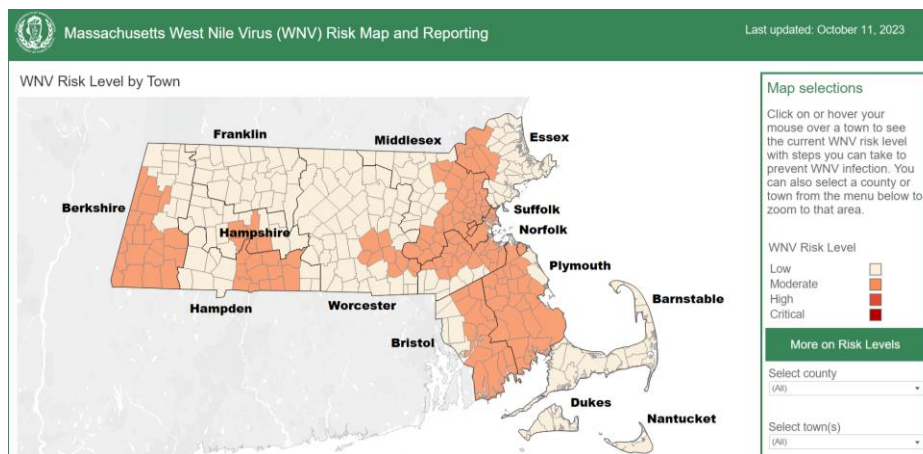 Massachusetts West Nile Virus (WNV) Risk Map and Reporting
Last updated: October 11, 2023
WNV Risk Level by Town
Franklin
Middlesex
Essex
Berkshire
Hampshire
Suffolk
Norfolk
Plymouth
Hampden
Worcester
Barnstable
Bristol
Dukes
Nantucket
Map selections
Click on or hover your
mouse over a town to see
the current WNV risk level
with steps you can take to
prevent WNV infection. You
can also select a county or
town from the menu below to
zoom to that area.
WNV Risk Level
Low
Moderate
High
Critical
More on Risk Levels
Select county
(All)
Select town(s)
(All)